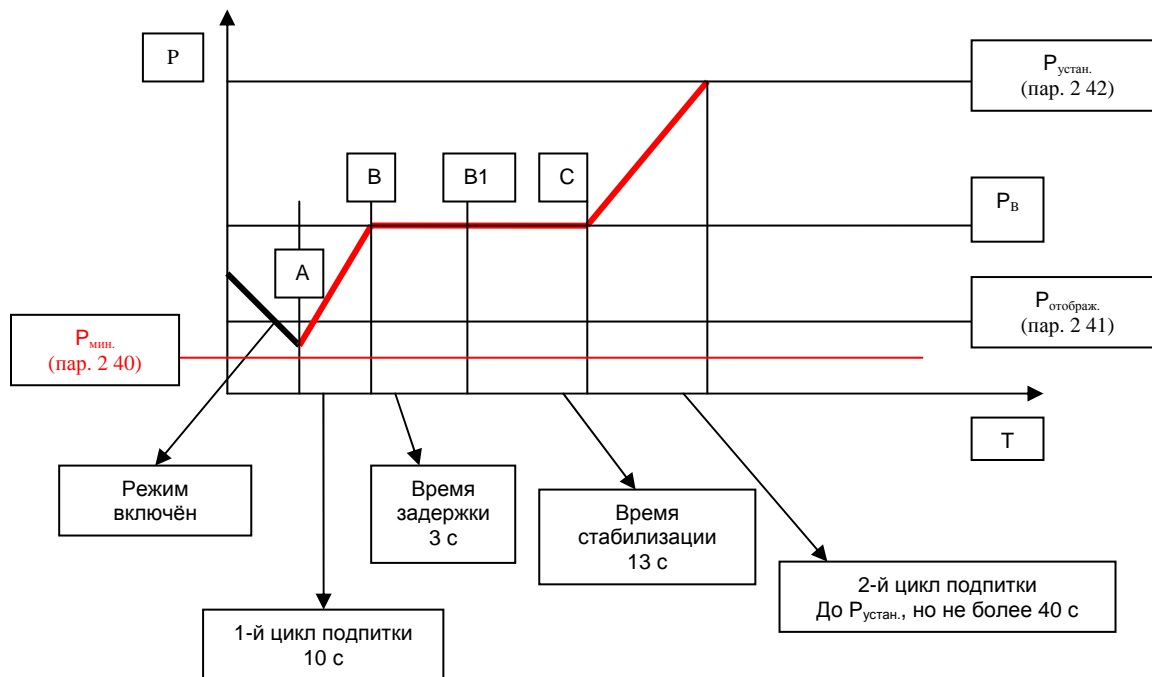 P
Pустан.
(пар. 2 42)
B
B1
C
PB
A
Pотображ.
(пар. 2 41)
Pмин.
(пар. 2 40)
T
Режим
включён
Время
задержки
3 с
Время
стабилизации
13 с
2-й цикл подпитки
До Pустан., но не более 40 с
1-й цикл подпитки
10 с